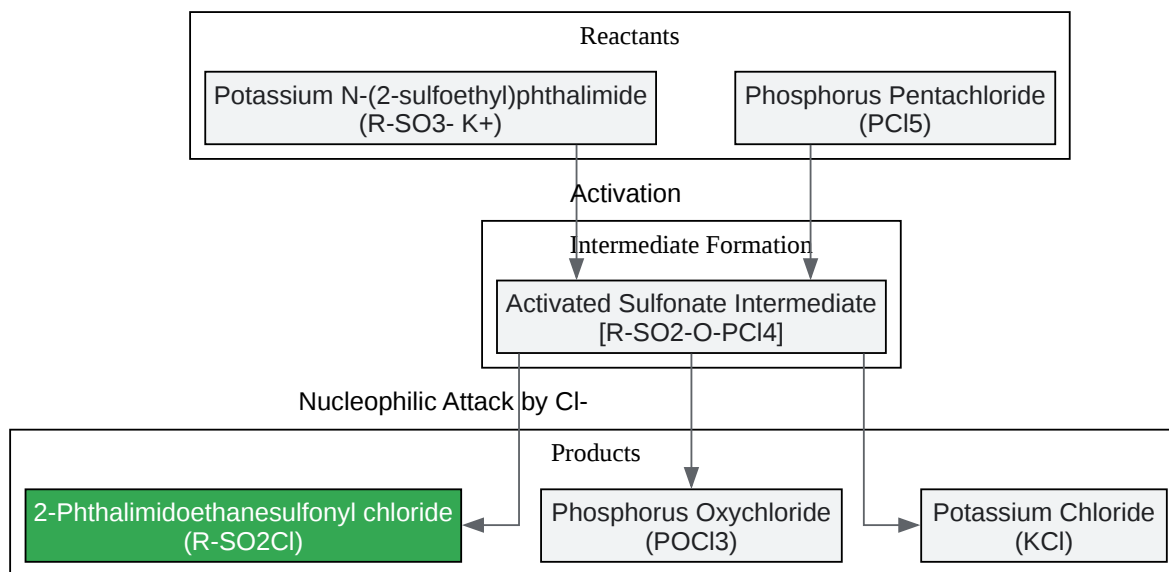 Reactants
Potassium N-(2-sulfoethyl)phthalimide
(R-SO3- K+)
Phosphorus Pentachloride
(PCl5)
Activation
Intermediate Formation
Activated Sulfonate Intermediate
[R-SO2-O-PCl4]
Nucleophilic Attack by Cl-
Products
2-Phthalimidoethanesulfonyl chloride
(R-SO2Cl)
Phosphorus Oxychloride
(POCl3)
Potassium Chloride
(KCl)